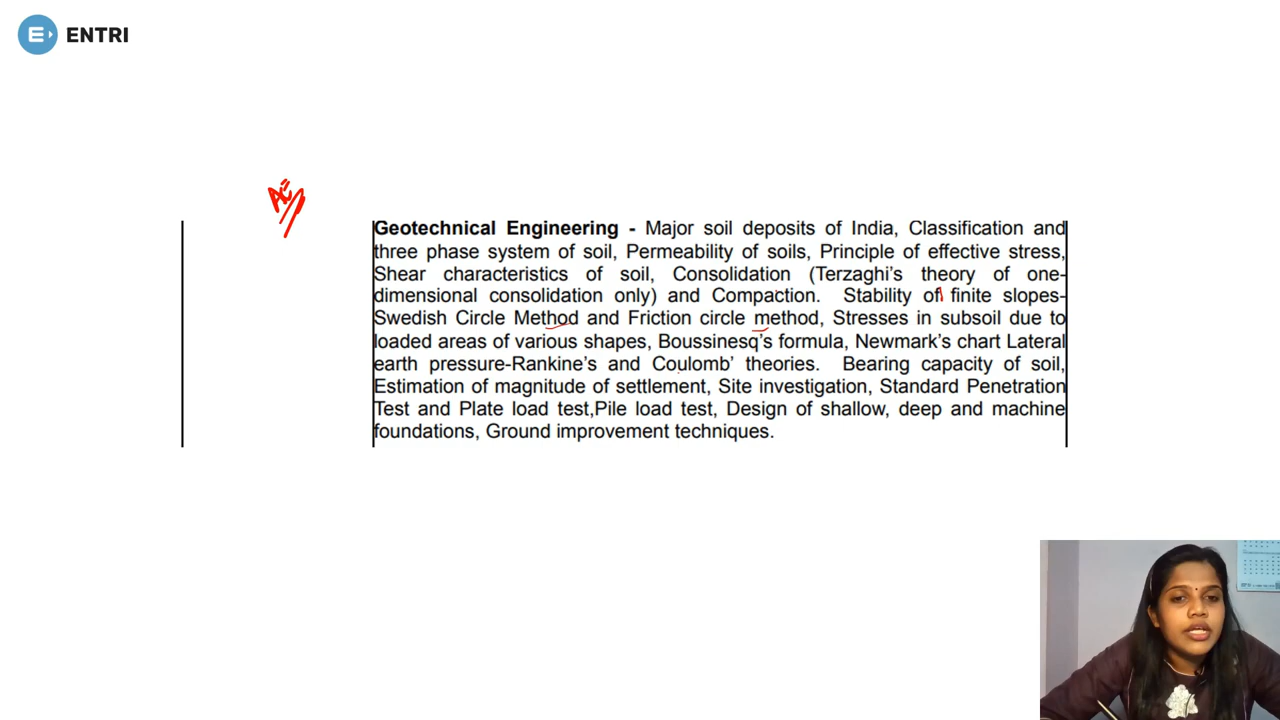 ENTRI
AE
Geotechnical Engineering - Major soil deposits of India, Classification and
three phase system of soil, Permeability of soils, Principle of effective stress,
Shear characteristics of soil, Consolidation (Terzaghi's theory of one-
dimensional consolidation only) and Compaction. Stability of finite slopes-
Swedish Circle Method and Friction circle method, Stresses in subsoil due to
loaded areas of various shapes, Boussinesq's formula, Newmark's chart Lateral
earth pressure-Rankine's and Coulomb' theories. Bearing capacity of soil,
Estimation of magnitude of settlement, Site investigation, Standard Penetration
Test and Plate load test,Pile load test, Design of shallow, deep and machine
foundations, Ground improvement techniques.